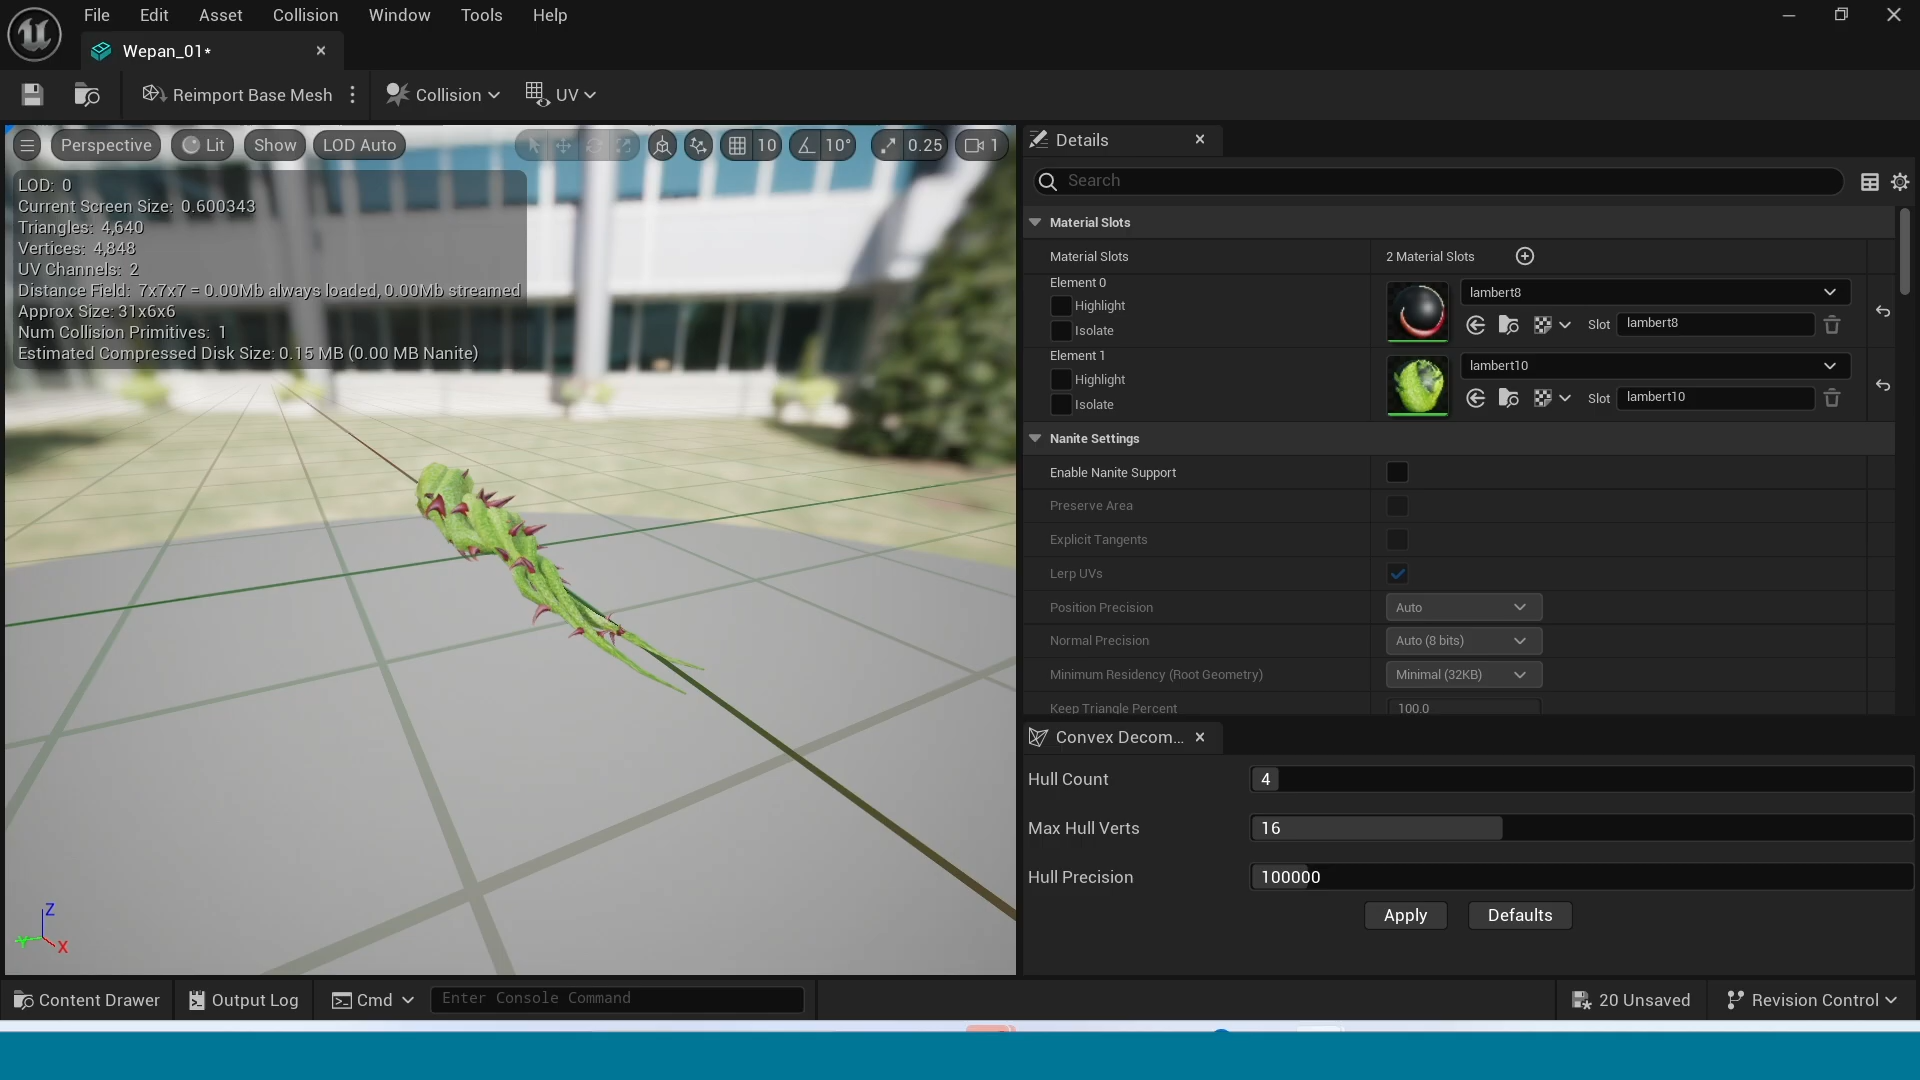 File Edit Asset Collision Window Tools Help
Wepan_01*
Reimport Base Mesh Collision UV
Perspective Lit Show LOD Auto 10 10° 0.25 1
LOD: 0
Current Screen Size: 0.600343
Triangles: 4,640
Vertices: 4,848
UV Channels: 2
Distance Field: 7x7x7 = 0.00Mb always loaded, 0.00Mb streamed
Approx Size: 31x6x6
Num Collision Primitives: 1
Estimated Compressed Disk Size: 0.15 MB (0.00 MB Nanite)
Z
Y
X
Details
Search
Material Slots
Material Slots 2 Material Slots
Element 0
Highlight
Isolate
lambert8
Slot lambert8
Element 1
Highlight
Isolate
lambert10
Slot lambert10
Nanite Settings
Enable Nanite Support
Preserve Area
Explicit Tangents
Lerp UVs
Position Precision Auto
Normal Precision Auto (8 bits)
Minimum Residency (Root Geometry) Minimal (32KB)
Keep Triangle Percent 100.0
Convex Decom...
Hull Count 4
Max Hull Verts 16
Hull Precision 100000
Apply Defaults
Content Drawer Output Log Cmd Enter Console Command 20 Unsaved Revision Control